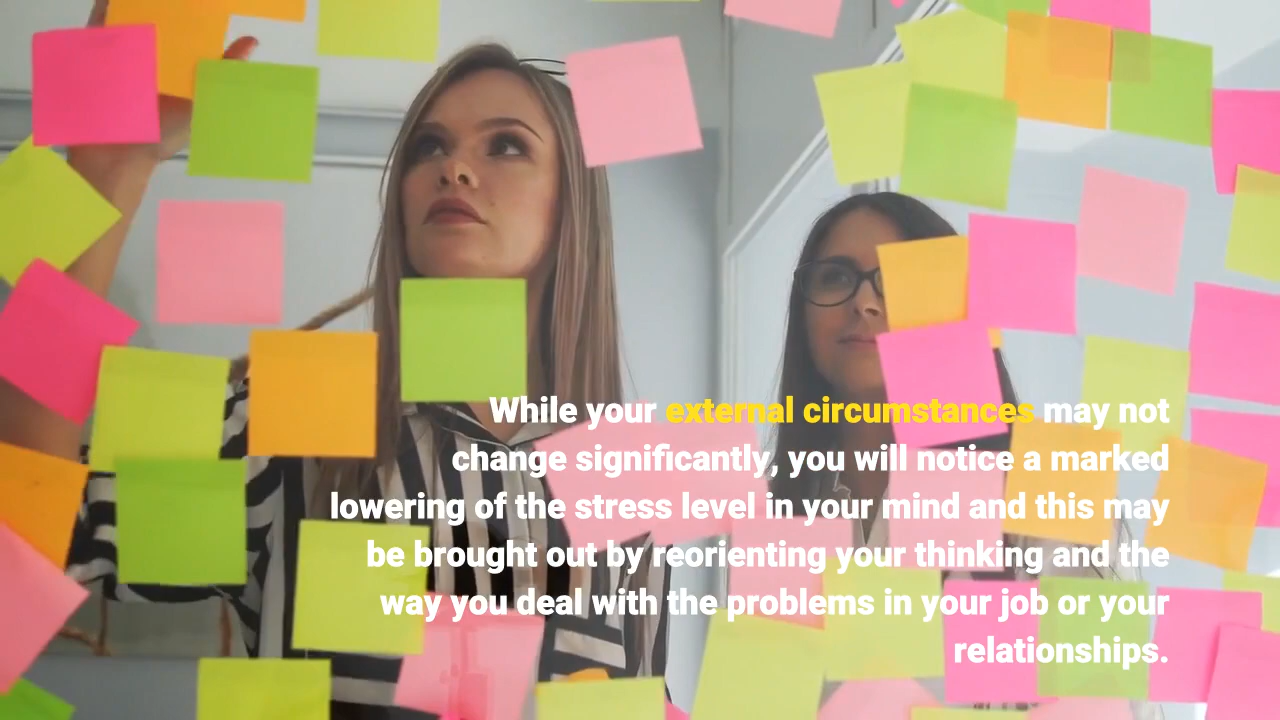 While your external circumstances may not
change significantly, you will notice a marked
lowering of the stress level in your mind and this may
be brought out by reorienting your thinking and the
way you deal with the problems in your job or your
relationships.